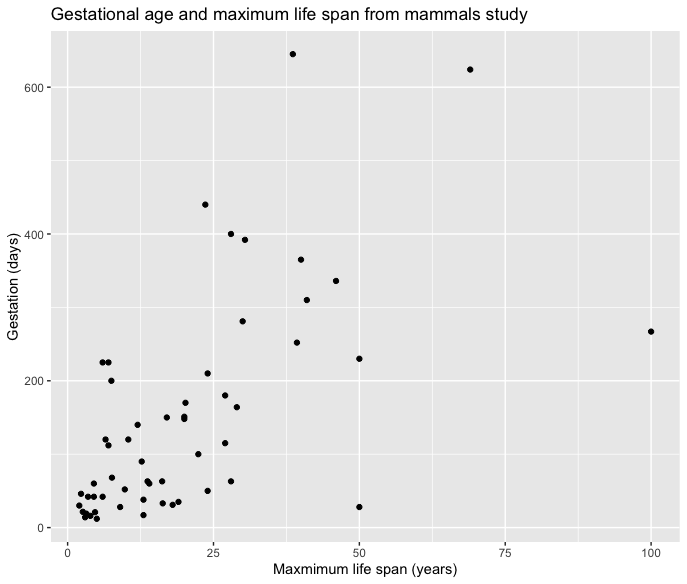 Gestational age and maximum life span from mammals study
600
400
200
0
Gestation (days)
0 25 50 75 100
Maxmimum life span (years)